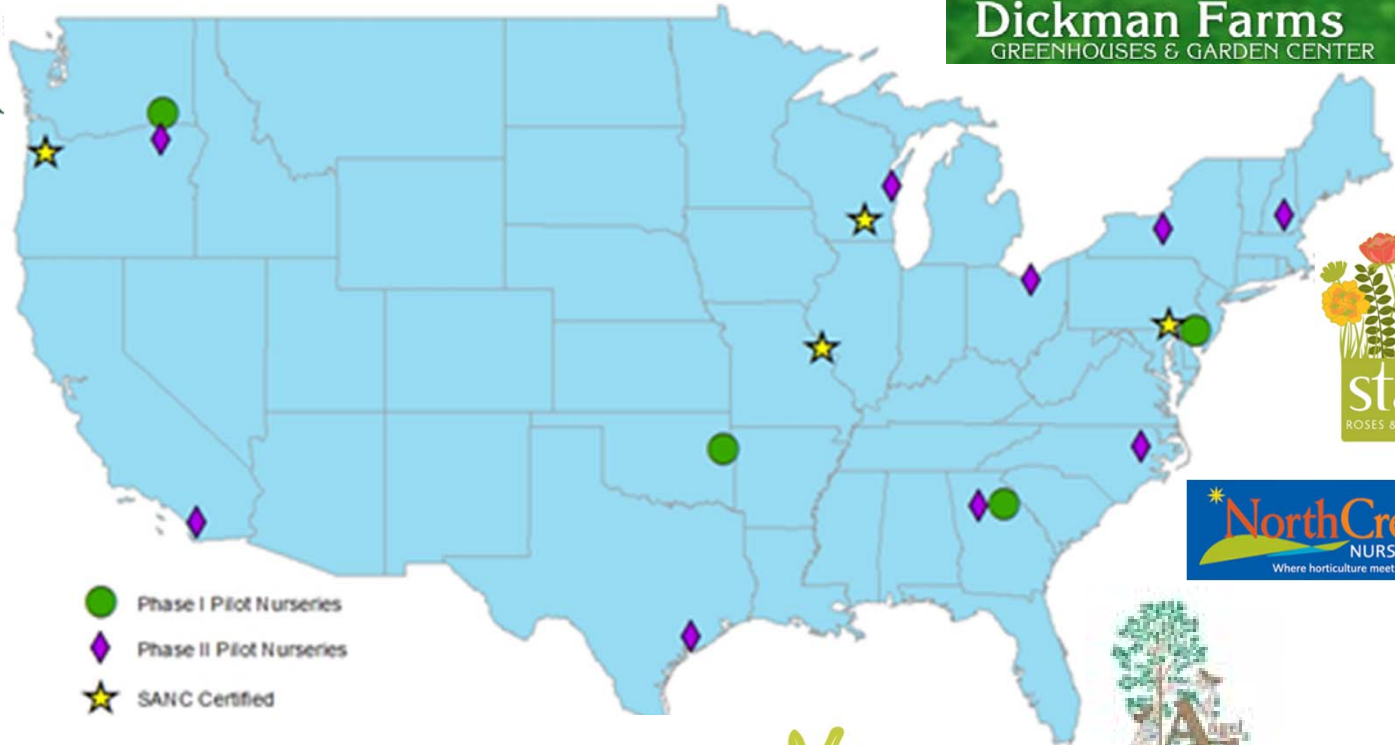 Dickman Farms
GREENHOUSES & GARDEN CENTER
ROSES &
NorthCre
NURS
Where horticulture meet
Phase I Pilot Nurseries
Phase II Pilot Nurseries
SANC Certified